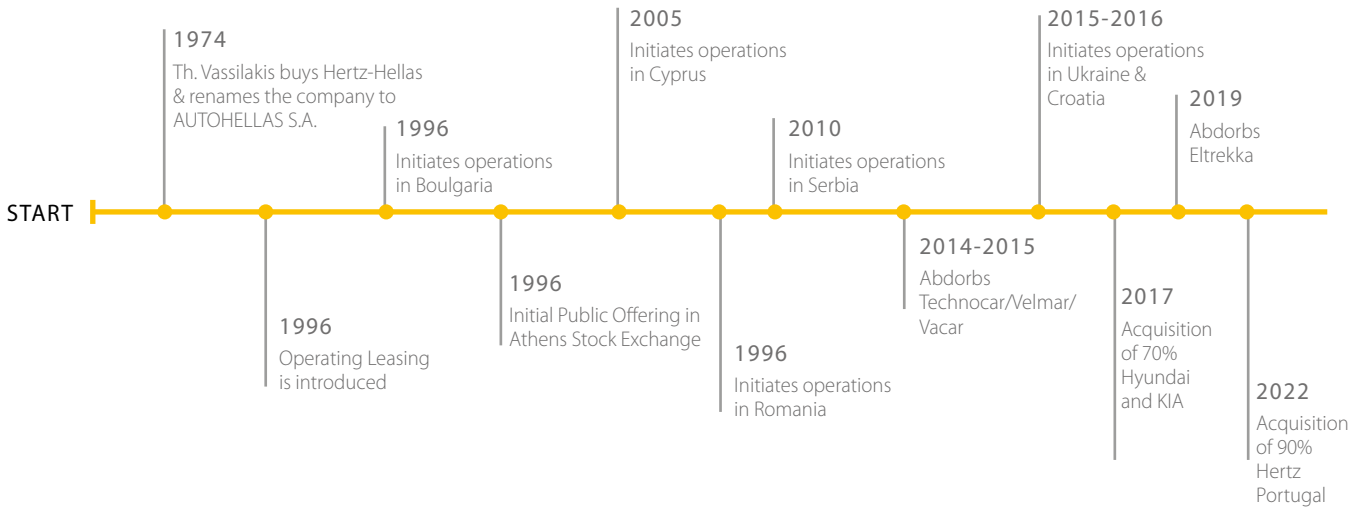 START
1974
Th. Vassilakis buys Hertz-Hellas
& renames the company to
AUTOHELLAS S.A.
1996
Operating Leasing
is introduced
1996
Initiates operations
in Boulgaria
1996
Initial Public Offering in
Athens Stock Exchange
2005
Initiates operations
in Cyprus
1996
Initiates operations
in Romania
2010
Initiates operations
in Serbia
2014-2015
Abdorbs
Technocar/Velmar/
Vacar
2015-2016
Initiates operations
in Ukraine &
Croatia
2017
Acquisition
of 70%
Hyundai
and KIA
2019
Abdorbs
Eltrekka
2022
Acquisition
of 90%
Hertz
Portugal